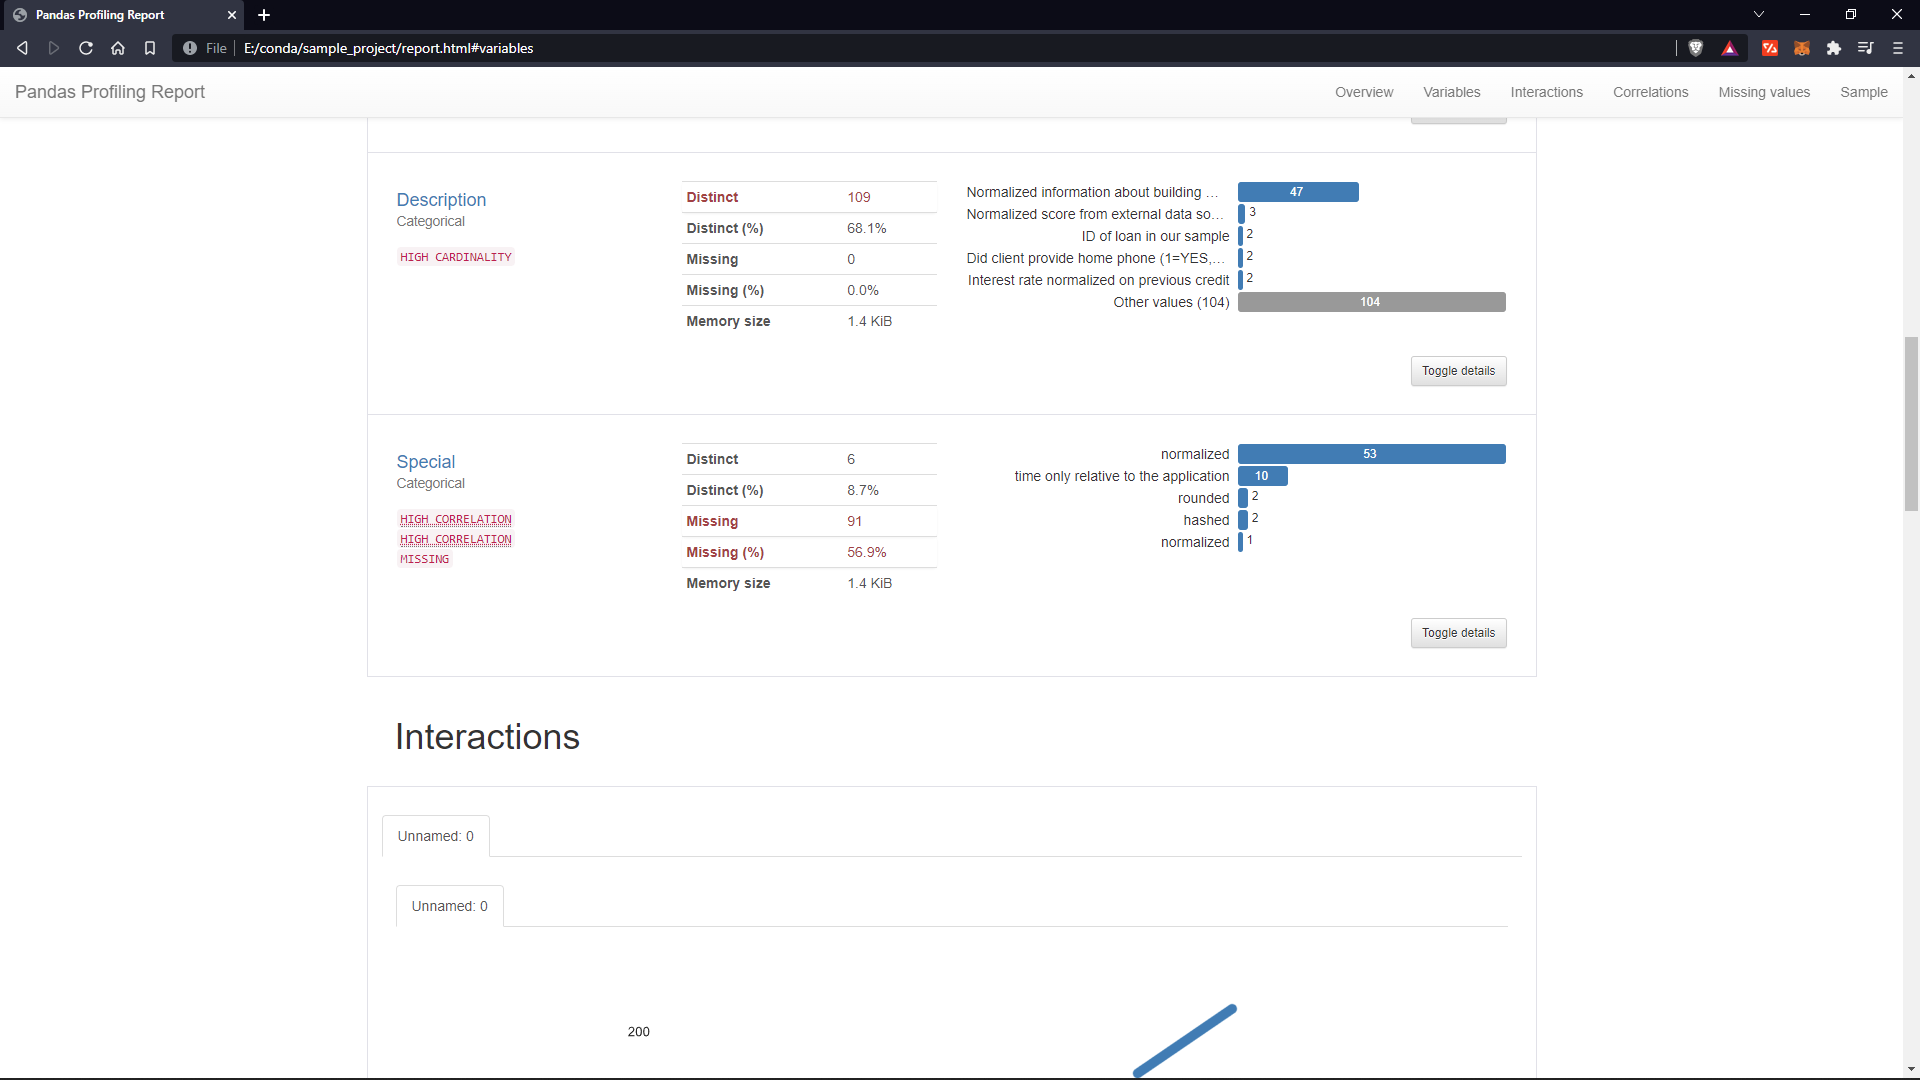 Pandas Profiling Report
File E:/conda/sample_project/report.html#variables
Pandas Profiling Report Overview Variables Interactions Correlations Missing values Sample
Description
Categorical
HIGH CARDINALITY
Distinct 109
Distinct (%) 68.1%
Missing 0
Missing (%) 0.0%
Memory size 1.4 KiB
Normalized information about building ... 47
Normalized score from external data so... 3
ID of loan in our sample 2
Did client provide home phone (1=YES,... 2
Interest rate normalized on previous credit 2
Other values (104) 104
Toggle details
Special
Categorical
HIGH CORRELATION
HIGH CORRELATION
MISSING
Distinct 6
Distinct (%) 8.7%
Missing 91
Missing (%) 56.9%
Memory size 1.4 KiB
normalized 53
time only relative to the application 10
rounded 2
hashed 2
normalized 1
Toggle details
Interactions
Unnamed: 0
Unnamed: 0
200